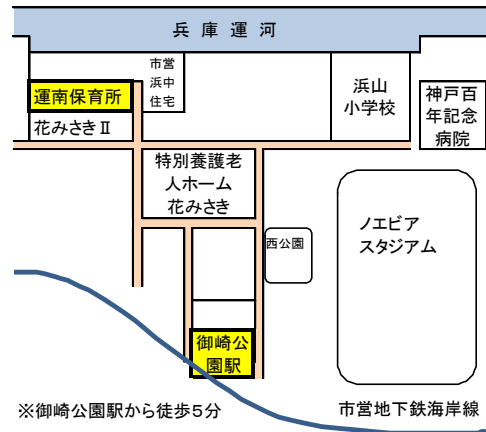 兵庫運河
市営
浜中
住宅
運南保育所
花みさきⅡ
浜山
小学校
神戸百
年記念
病院
特別養護老
人ホーム
花みさき
西公園
ノエビア
スタジアム
御崎公
園駅
※御崎公園駅から徒歩5分
市営地下鉄海岸線